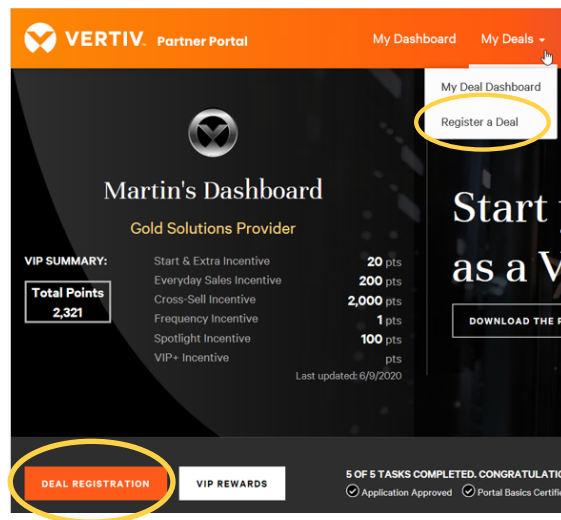 VERTIV. Partner Portal
My Dashboard
My Deals
My Deal Dashboard
Register a Deal
Martin's Dashboard
Gold Solutions Provider
VIP SUMMARY:
Total Points
2,321
Start & Extra Incentive 20 pts
Everyday Sales Incentive 200 pts
Cross-Sell Incentive 2,000 pts
Frequency Incentive 1 pts
Spotlight Incentive 100 pts
VIP+ Incentive pts
Last updated: 6/9/2020
Start
as a V
DOWNLOAD THE
DEAL REGISTRATION
VIP REWARDS
5 OF 5 TASKS COMPLETED. CONGRATULATIO
Application Approved Portal Basics Certifi